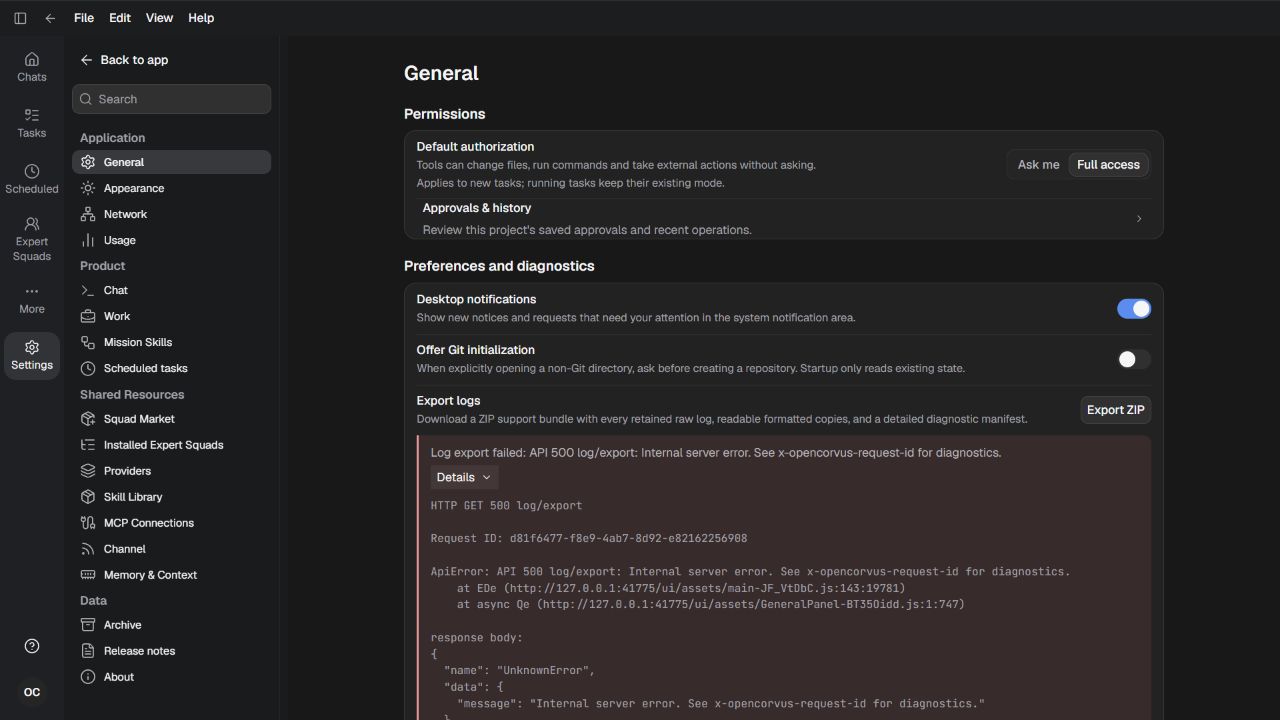 File Edit View Help
Chats
Tasks
Scheduled
Expert
Squads
More
Settings
OC
Back to app
Search
Application
General
Appearance
Network
Usage
Product
Chat
Work
Mission Skills
Scheduled tasks
Shared Resources
Squad Market
Installed Expert Squads
Providers
Skill Library
MCP Connections
Channel
Memory & Context
Data
Archive
Release notes
About
General
Permissions
Default authorization
Tools can change files, run commands and take external actions without asking.
Applies to new tasks; running tasks keep their existing mode.
Ask me Full access
Approvals & history
Review this project's saved approvals and recent operations.
Preferences and diagnostics
Desktop notifications
Show new notices and requests that need your attention in the system notification area.
Offer Git initialization
When explicitly opening a non-Git directory, ask before creating a repository. Startup only reads existing state.
Export logs
Download a ZIP support bundle with every retained raw log, readable formatted copies, and a detailed diagnostic manifest.
Export ZIP
Log export failed: API 500 log/export: Internal server error. See x-opencorvus-request-id for diagnostics.
Details
HTTP GET 500 log/export
Request ID: d81f6477-f8e9-4ab7-8d92-e82162256908
ApiError: API 500 log/export: Internal server error. See x-opencorvus-request-id for diagnostics.
at EDe (http://127.0.0.1:41775/ui/assets/main-JF_VtDbC.js:143:19781)
at async Qe (http://127.0.0.1:41775/ui/assets/GeneralPanel-BT35Oidd.js:1:747)
response body:
{
"name": "UnknownError",
"data": {
"message": "Internal server error. See x-opencorvus-request-id for diagnostics."
}